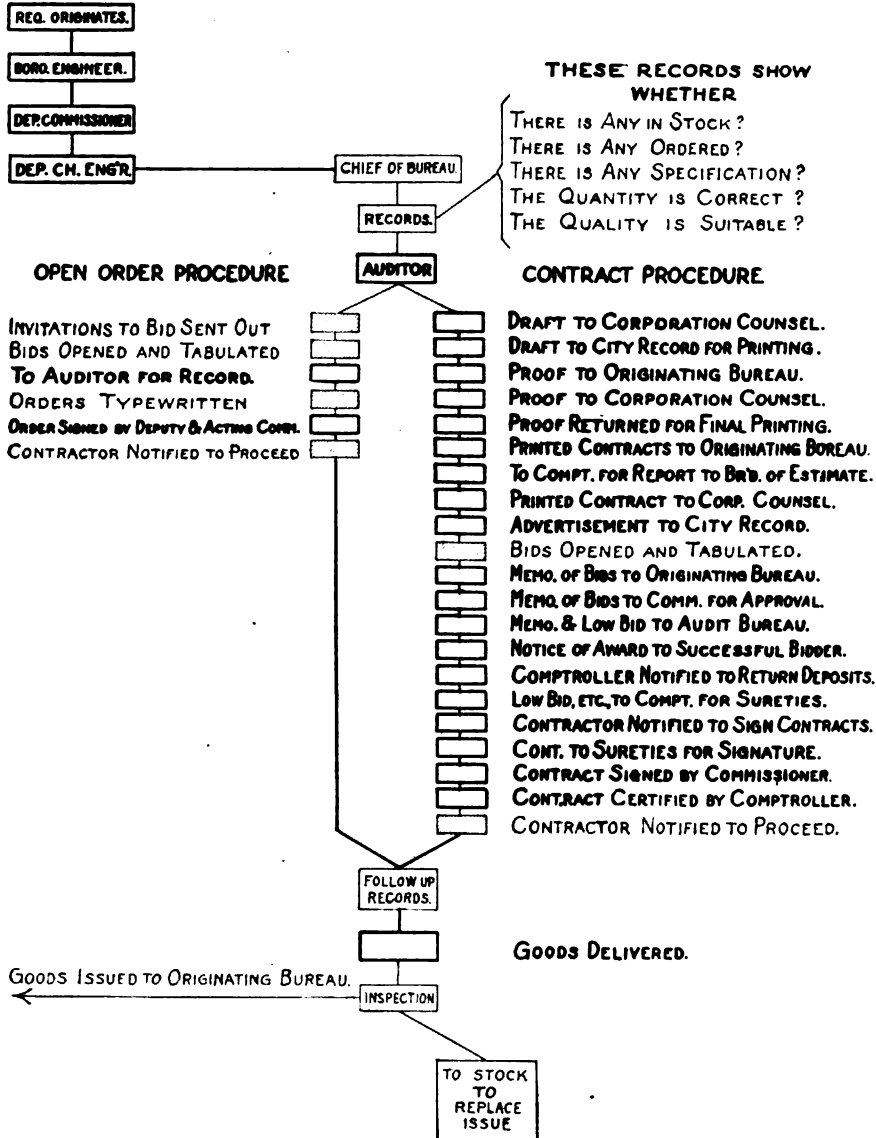 REQ. ORIGINATES.
BORO. ENGINEER.
DEP. COMMISSIONER
DEP. CH. ENG'R.
CHIEF OF BUREAU.
RECORDS.
THESE RECORDS SHOW
WHETHER
THERE IS ANY IN STOCK?
THERE IS ANY ORDERED?
THERE IS ANY SPECIFICATION?
THE QUANTITY IS CORRECT ?
THE QUALITY IS SUITABLE ?
AUDITOR
OPEN ORDER PROCEDURE
INVITATIONS TO BID SENT OUT
BIDS OPENED AND TABULATED
TO AUDITOR FOR RECORD.
ORDERS TYPEWRITTEN
ORDER SIGNED BY DEPUTY & ACTING COMM.
CONTRACTOR NOTIFIED TO PROCEED
CONTRACT PROCEDURE
DRAFT TO CORPORATION COUNSEL.
DRAFT TO CITY RECORD FOR PRINTING.
PROOF TO ORIGINATING BUREAU.
PROOF TO CORPORATION COUNSEL.
PROOF RETURNED FOR FINAL PRINTING.
PRINTED CONTRACTS TO ORIGINATING BOREAU.
TO COMPT. FOR REPORT TO BR'D. OF ESTIMATE.
PRINTED CONTRACT TO CORP. COUNSEL.
ADVERTISEMENT TO CITY RECORD.
BIDS OPENED AND TABULATED.
MEMO. OF BIDS TO ORIGINATING BUREAU.
MEMO. OF BIDS TO COMM. FOR APPROVAL.
MEMO. & LOW BID TO AUDIT BUREAU.
NOTICE OF AWARD TO SUCCESSFUL BIDDER.
COMPTROLLER NOTIFIED TO RETURN DEPOSITS.
LOW BID, ETC., TO COMPT. FOR SURETIES.
CONTRACTOR NOTIFIED TO SIGN CONTRACTS.
CONT. TO SURETIES FOR SIGNATURE.
CONTRACT SIGNED BY COMMISSIONER.
CONTRACT CERTIFIED BY COMPTROLLER.
CONTRACTOR NOTIFIED TO PROCEED.
FOLLOW UP
RECORDS.
GOODS DELIVERED.
GOODS ISSUED TO ORIGINATING BUREAU.
INSPECTION
TO STOCK
TO
REPLACE
ISSUE